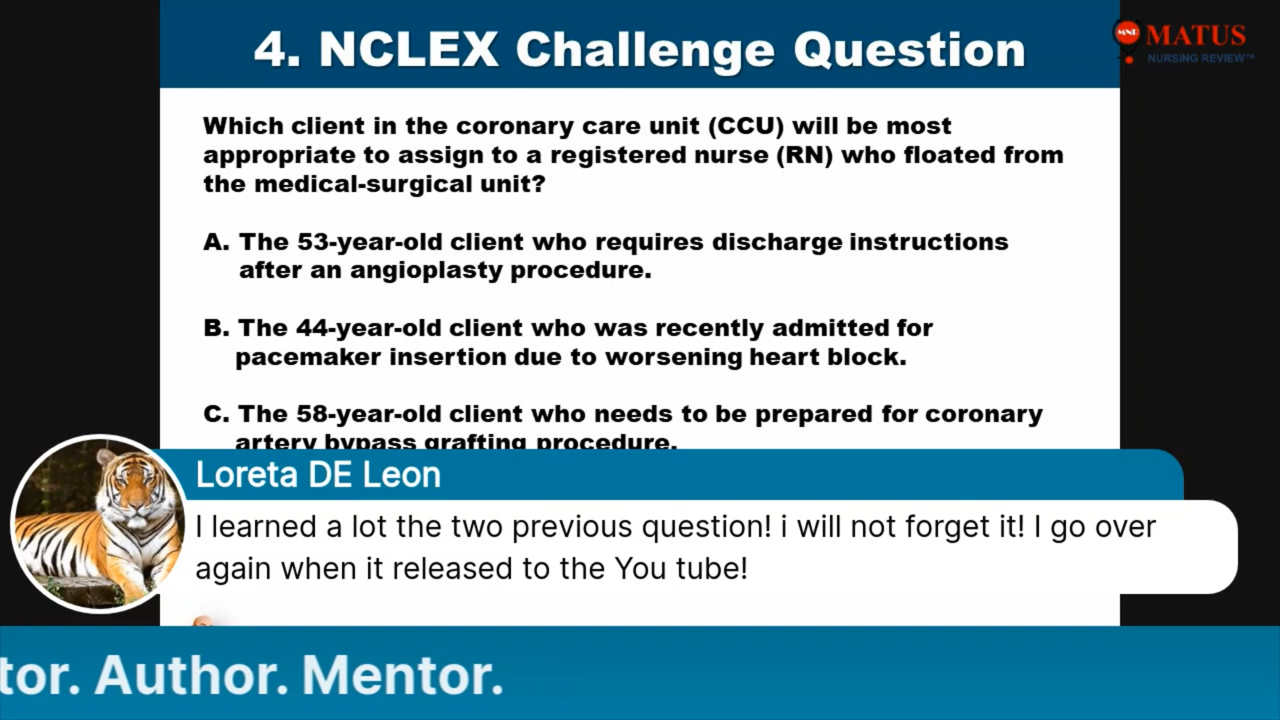 4. NCLEX Challenge Question
MNR
MATUS
NURSING REVIEW™
Which client in the coronary care unit (CCU) will be most
appropriate to assign to a registered nurse (RN) who floated from
the medical-surgical unit?
A. The 53-year-old client who requires discharge instructions
after an angioplasty procedure.
B. The 44-year-old client who was recently admitted for
pacemaker insertion due to worsening heart block.
C. The 58-year-old client who needs to be prepared for coronary
artery bypass grafting procedure.
Loreta DE Leon
I learned a lot the two previous question! i will not forget it! I go over
again when it released to the You tube!
tor. Author. Mentor.